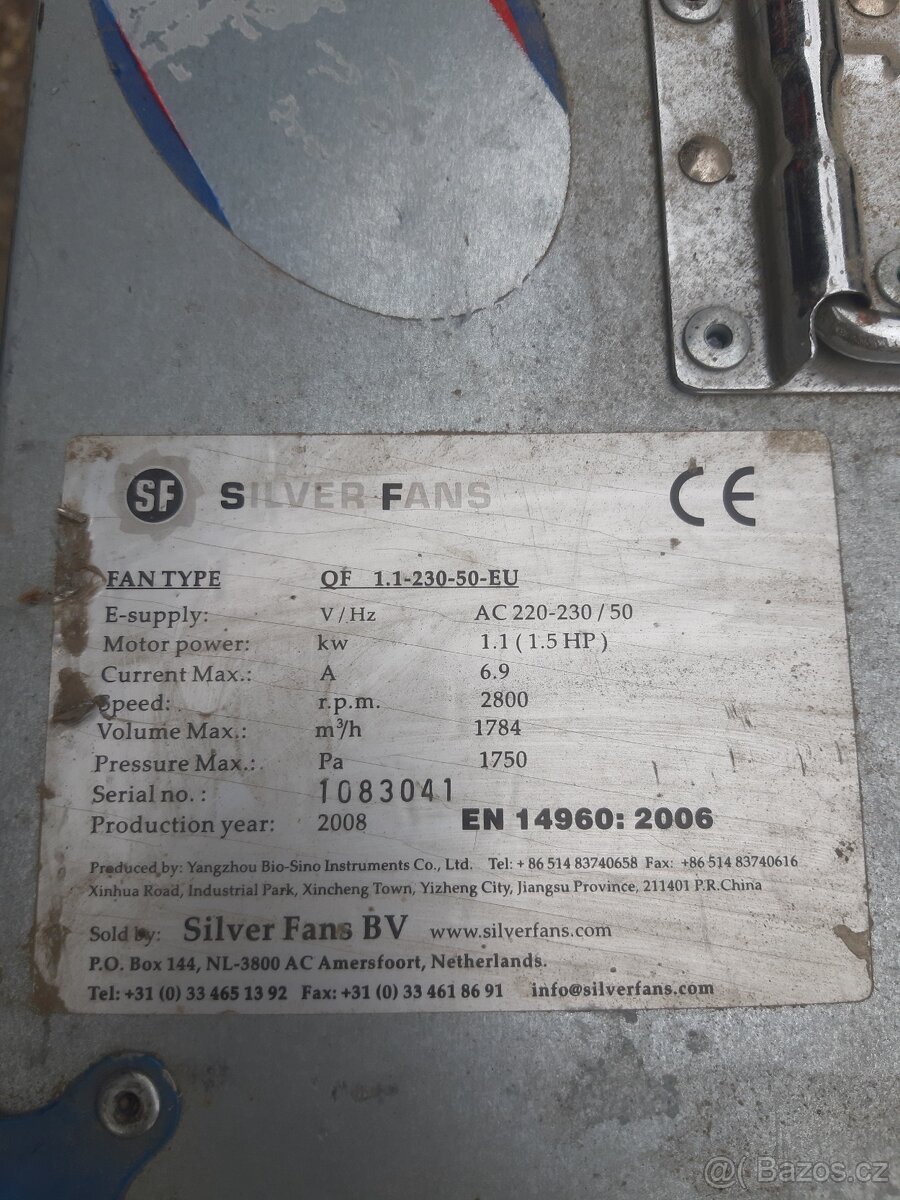 SF SILVER FANS CE
FAN TYPE QF 1.1-230-50-EU
E-supply: V/Hz AC 220-230 / 50
Motor power: kw 1.1 ( 1.5 HP )
Current Max.: A 6.9
Speed: r.p.m. 2800
Volume Max.: m³/h 1784
Pressure Max.: Pa 1750
Serial no. : 1083041
Production year: 2008 EN 14960: 2006
Produced by: Yangzhou Bio-Sino Instruments Co., Ltd. Tel: + 86 514 83740658 Fax: +86 514 83740616
Xinhua Road, Industrial Park, Xincheng Town, Yizheng City, Jiangsu Province, 211401 P.R.China
Sold by: Silver Fans BV www.silverfans.com
P.O. Box 144, NL-3800 AC Amersfoort, Netherlands.
Tel: +31 (0) 33 465 13 92 Fax: +31 (0) 33 461 86 91 info@silverfans.com
@( Bazos.cz